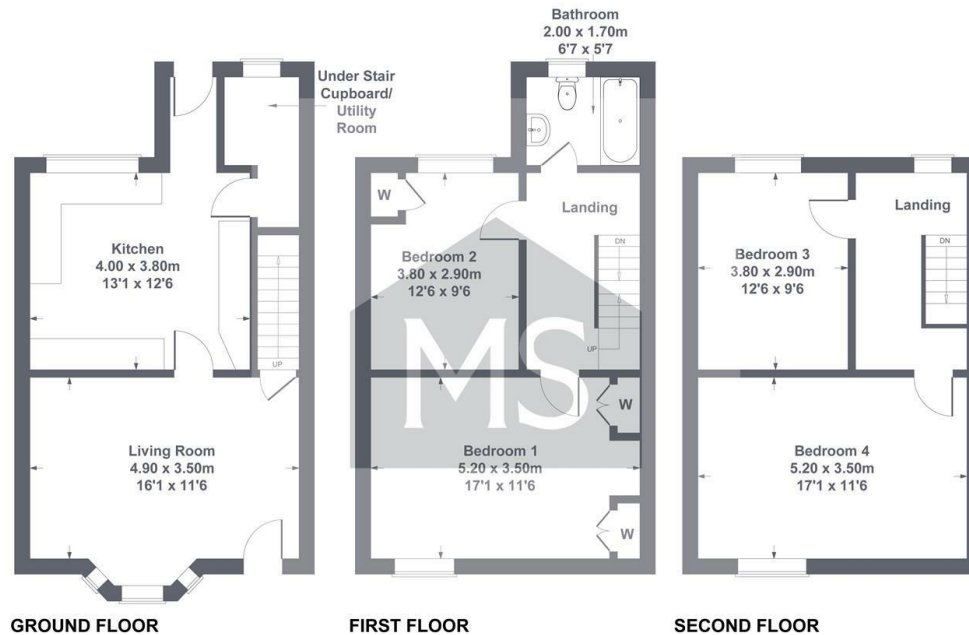 Under Stair
Cupboard/
Utility
Room
Kitchen
4.00 x 3.80m
13'1 x 12'6
UP
Living Room
4.90 x 3.50m
16'1 x 11'6
GROUND FLOOR
Bathroom
2.00 x 1.70m
6'7 x 5'7
W
Landing
Bedroom 2
3.80 x 2.90m
12'6 x 9'6
DN
UP
MS
Bedroom 1
5.20 x 3.50m
17'1 x 11'6
W
W
FIRST FLOOR
Landing
DN
Bedroom 3
3.80 x 2.90m
12'6 x 9'6
Bedroom 4
5.20 x 3.50m
17'1 x 11'6
SECOND FLOOR